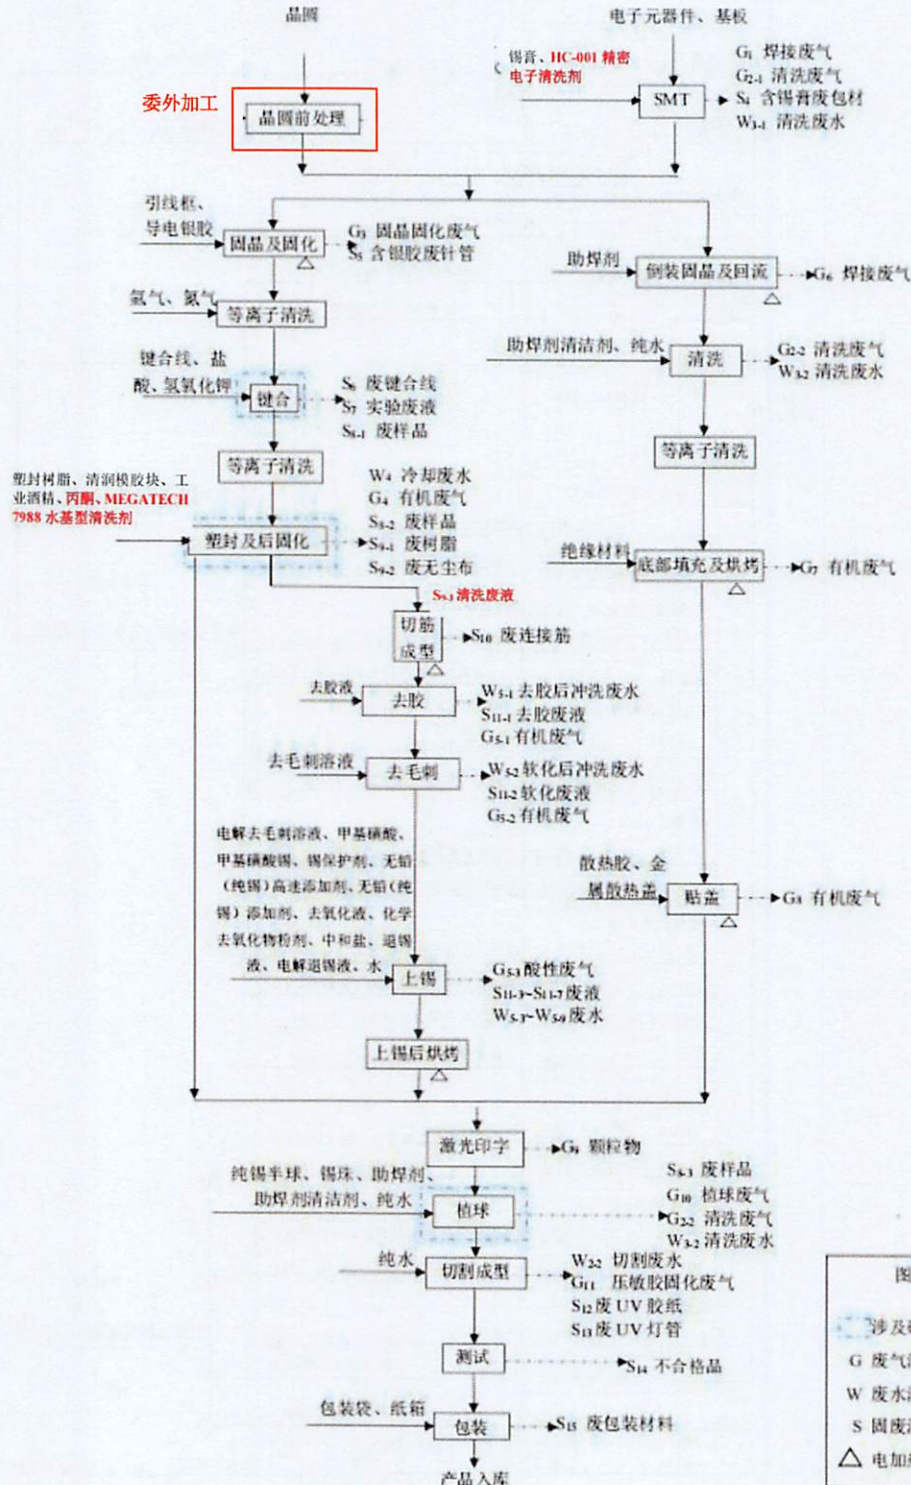 晶圆
电子元器件、基板
锡膏、HC-001 精密
电子清洗剂
SMT
G₁ 焊接废气
G₂₋₁ 清洗废气
S₄ 含锡膏废包材
W₃₋₁ 清洗废水
委外加工
晶圆前处理
引线框、
导电银胶
固晶及固化
G₃ 固晶固化废气
S₅ 含银胶废针管
助焊剂
倒装固晶及回流
G₆ 焊接废气
氩气、氮气
等离子清洗
助焊剂清洁剂、纯水
清洗
G₂₋₂ 清洗废气
W₃₋₂ 清洗废水
键合线、盐
酸、氢氧化钾
键合
S₆ 废键合线
S₇ 实验废液
S₈₋₁ 废样品
等离子清洗
等离子清洗
塑封树脂、清润模胶块、工
业酒精、丙酮、MEGATECH
7988 水基型清洗剂
塑封及后固化
W₄ 冷却废水
G₄ 有机废气
S₈₋₂ 废样品
S₉₋₁ 废树脂
S₉₋₂ 废无尘布
绝缘材料
底部填充及烘烤
G₇ 有机废气
S₉₋₃ 清洗废液
切筋
成型
S₁₀ 废连接筋
去胶液
去胶
W₅₋₁ 去胶后冲洗废水
S₁₁₋₁ 去胶废液
G₅₋₁ 有机废气
去毛刺溶液
去毛刺
W₅₋₂ 软化后冲洗废水
S₁₁₋₂ 软化废液
G₅₋₂ 有机废气
电解去毛刺溶液、甲基磺酸、
甲基磺酸锡、锡保护剂、无铅
(纯锡)高速添加剂、无铅(纯
锡)添加剂、去氧化液、化学
去氧化物粉剂、中和盐、退锡
液、电解退锡液、水
散热胶、金
属散热盖
贴盖
G₈ 有机废气
上锡
G₅₋₃ 酸性废气
S₁₁₋₃~S₁₁₋₇ 废液
W₅₋₃~W₅₋₉ 废水
上锡后烘烤
激光印字
G₉ 颗粒物
纯锡半球、锡珠、助焊剂、
助焊剂清洁剂、纯水
植球
S₈₋₃ 废样品
G₁₀ 植球废气
G₂₋₂ 清洗废气
W₃₋₂ 清洗废水
纯水
切割成型
W₂₋₂ 切割废水
G₁₁ 压敏胶固化废气
S₁₂ 废 UV 胶纸
S₁₃ 废 UV 灯管
测试
S₁₄ 不合格品
包装袋、纸箱
包装
S₁₅ 废包装材料
产品入库
图
涉及
G 废气
W 废水
S 固废
△ 电加